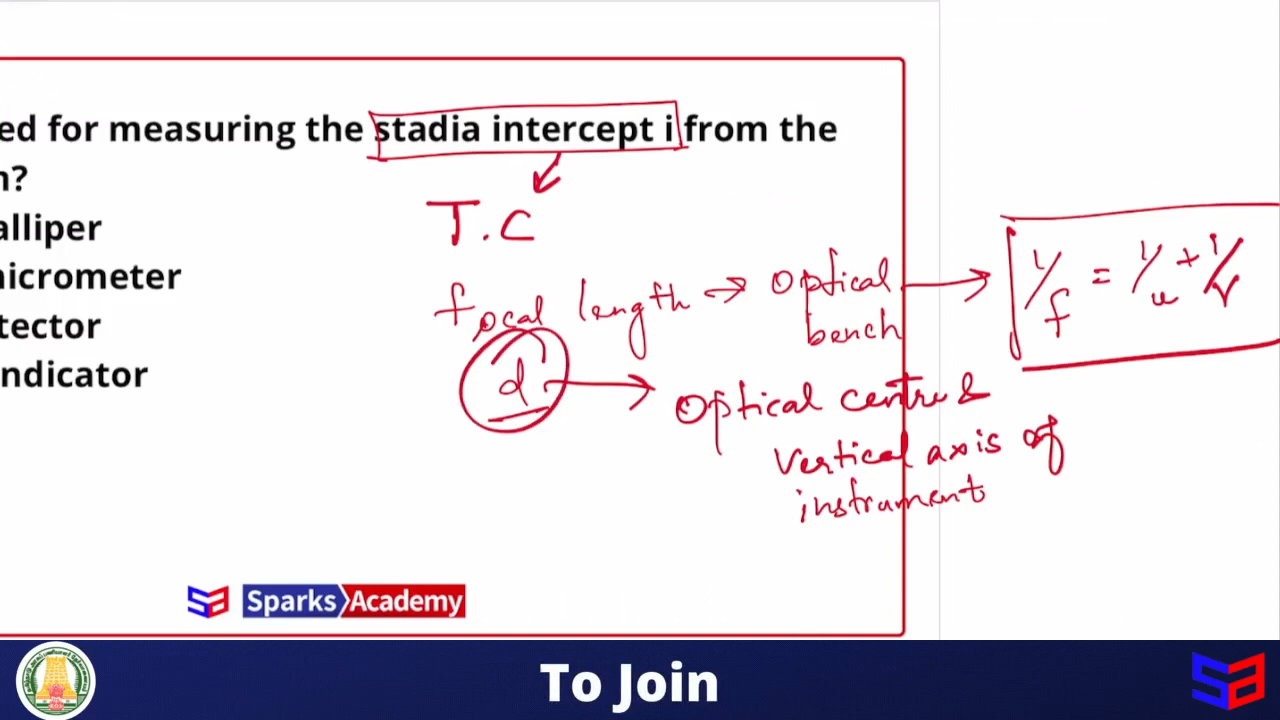 ed for measuring the stadia intercept i from the
n?
alliper
T.C
nicrometer
focal length → Optical bench → 1/f = 1/u + 1/v
tector
ndicator
d → Optical centre &
vertical axis of
instrument
Sparks Academy
To Join